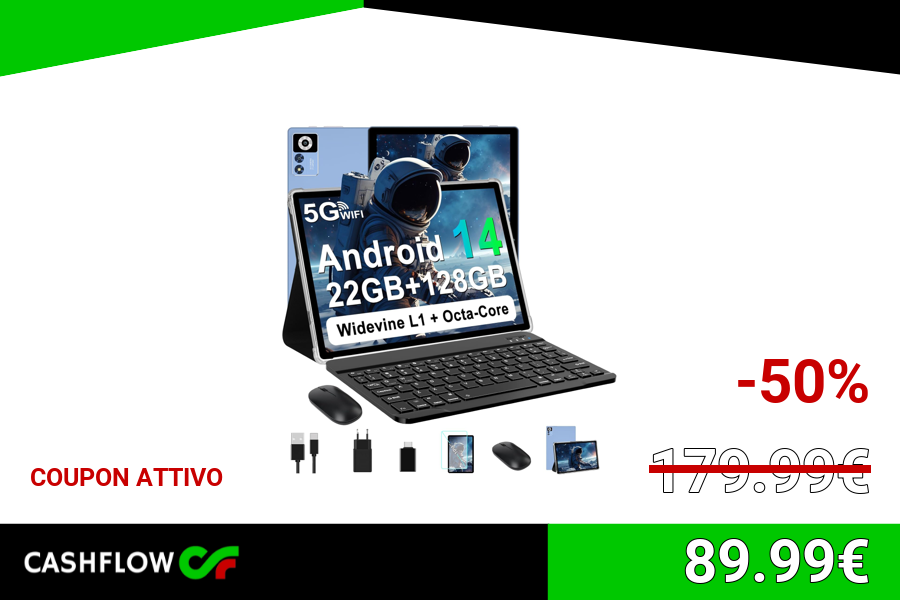 5G WIFI
Android 14
22GB+128GB
Widevine L1 + Octa-Core
-50%
COUPON ATTIVO
179.99€
CASHFLOW
89.99€